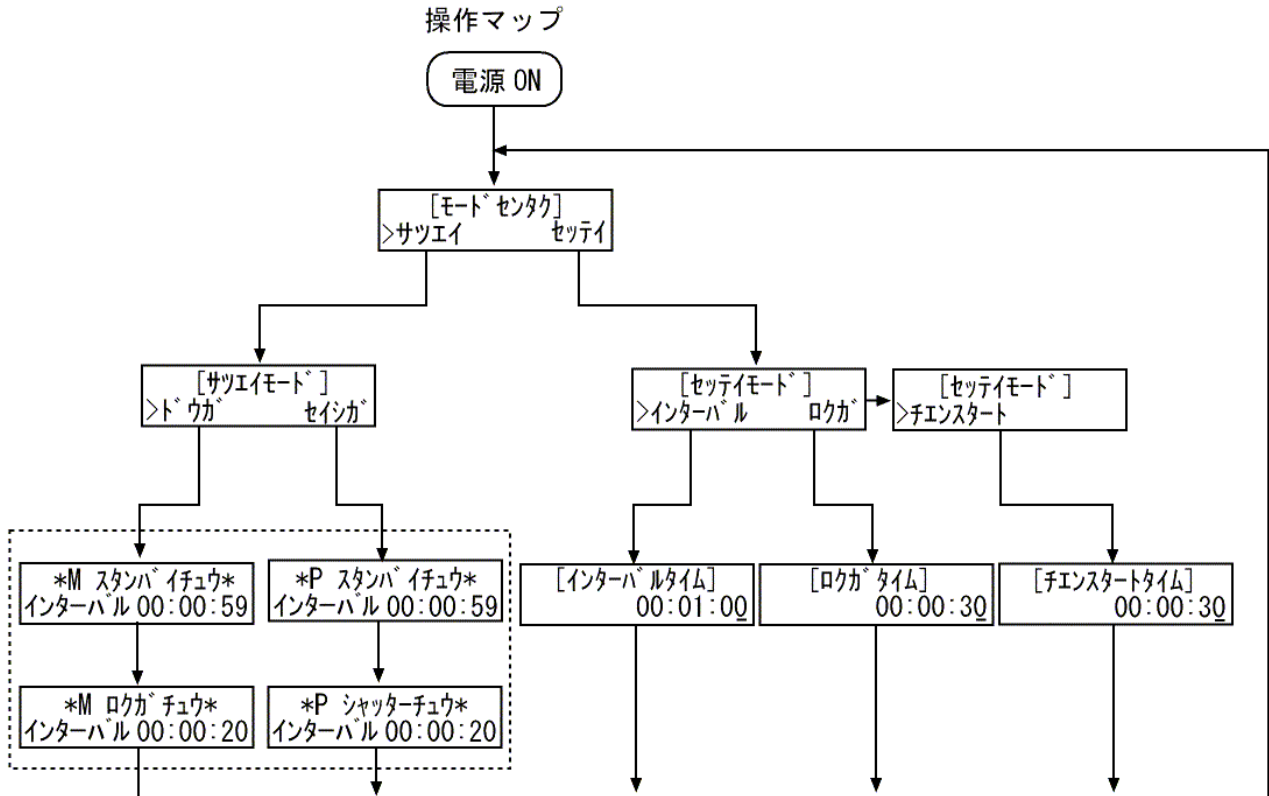 操作マップ
電源 ON
[モード センタク]
>サツエイ セッテイ
[サツエイモード]
>ドウガ セイシガ
[セッテイモード]
>インターバル ロクガ
[セッテイモード]
>チエンスタート
*M スタンバイチュウ*
インターバル 00:00:59
*P スタンバイチュウ*
インターバル 00:00:59
[インターバルタイム]
00:01:00
[ロクガタイム]
00:00:30
[チエンスタートタイム]
00:00:30
*M ロクガチュウ*
インターバル 00:00:20
*P シャッターチュウ*
インターバル 00:00:20